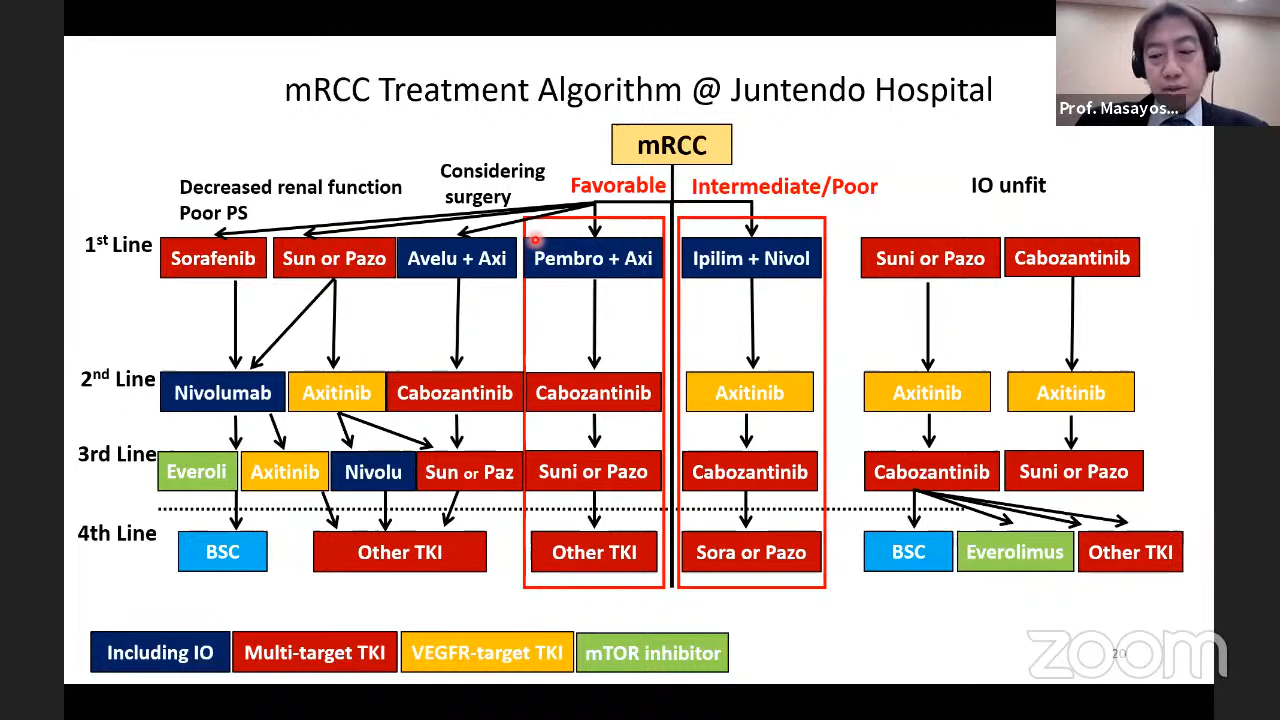 mRCC Treatment Algorithm @ Juntendo Hospital
Prof. Masayos...
mRCC
Decreased renal function
Poor PS
Considering
surgery
Favorable
Intermediate/Poor
IO unfit
1st Line
Sorafenib
Sun or Pazo
Avelu + Axi
Pembro + Axi
Ipilim + Nivol
Suni or Pazo
Cabozantinib
2nd Line
Nivolumab
Axitinib
Cabozantinib
Cabozantinib
Axitinib
Axitinib
Axitinib
3rd Line
Everoli
Axitinib
Nivolu
Sun or Paz
Suni or Pazo
Cabozantinib
Cabozantinib
Suni or Pazo
4th Line
BSC
Other TKI
Other TKI
Sora or Pazo
BSC
Everolimus
Other TKI
Including IO
Multi-target TKI
VEGFR-target TKI
mTOR inhibitor
20
zoom